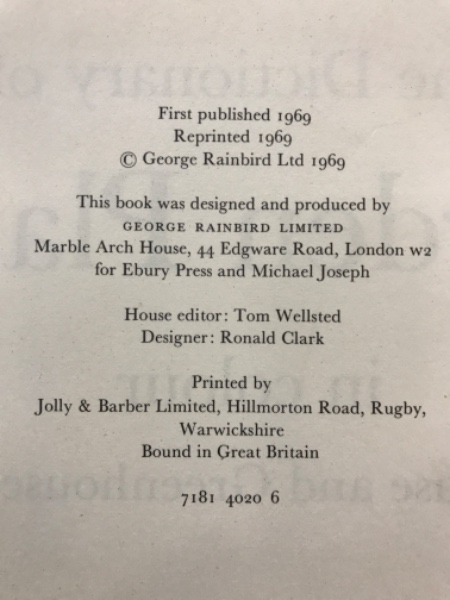 First published 1969
Reprinted 1969
© George Rainbird Ltd 1969
This book was designed and produced by
GEORGE RAINBIRD LIMITED
Marble Arch House, 44 Edgware Road, London W2
for Ebury Press and Michael Joseph
House editor: Tom Wellsted
Designer: Ronald Clark
Printed by
Jolly & Barber Limited, Hillmorton Road, Rugby,
Warwickshire
Bound in Great Britain
7181 4020 6